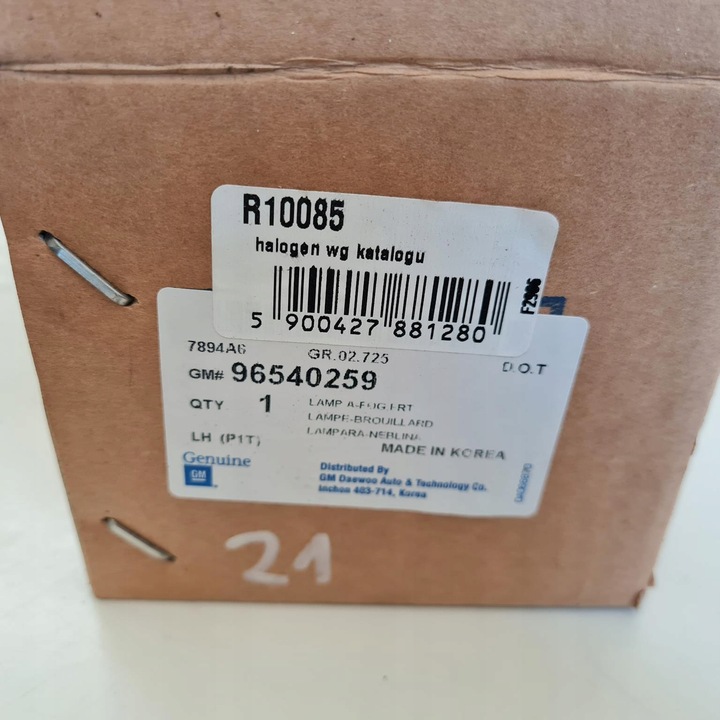 R10085
halogen wg katalogu
F2906
5 900427 881280
7894A6 GR.02.725 D.O.T
GM# 96540259
QTY 1 LAMP A-FOG FRT
LAMPE-BROUILLARD
LH (P1T) LAMPARA-NEBLINA
MADE IN KOREA
Genuine
GM
Distributed By
GM Daewoo Auto & Technology Co.
Inchon 403-714, Korea
21